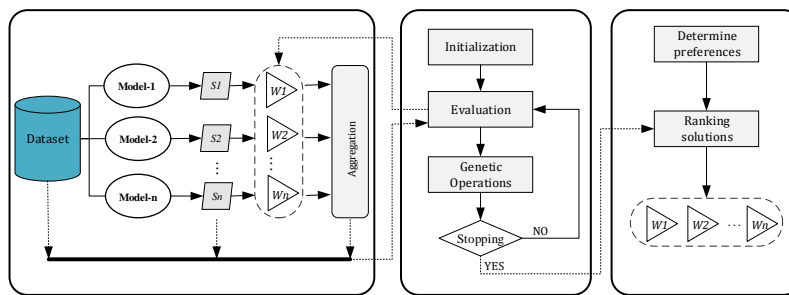 Dataset
Model-1
Model-2
Model-n
S1
S2
⋮
Sn
W1
W2
⋮
Wn
Aggregation
Initialization
Evaluation
Genetic
Operations
Stopping
NO
YES
Determine
preferences
Ranking
solutions
W1 W2 ... Wn